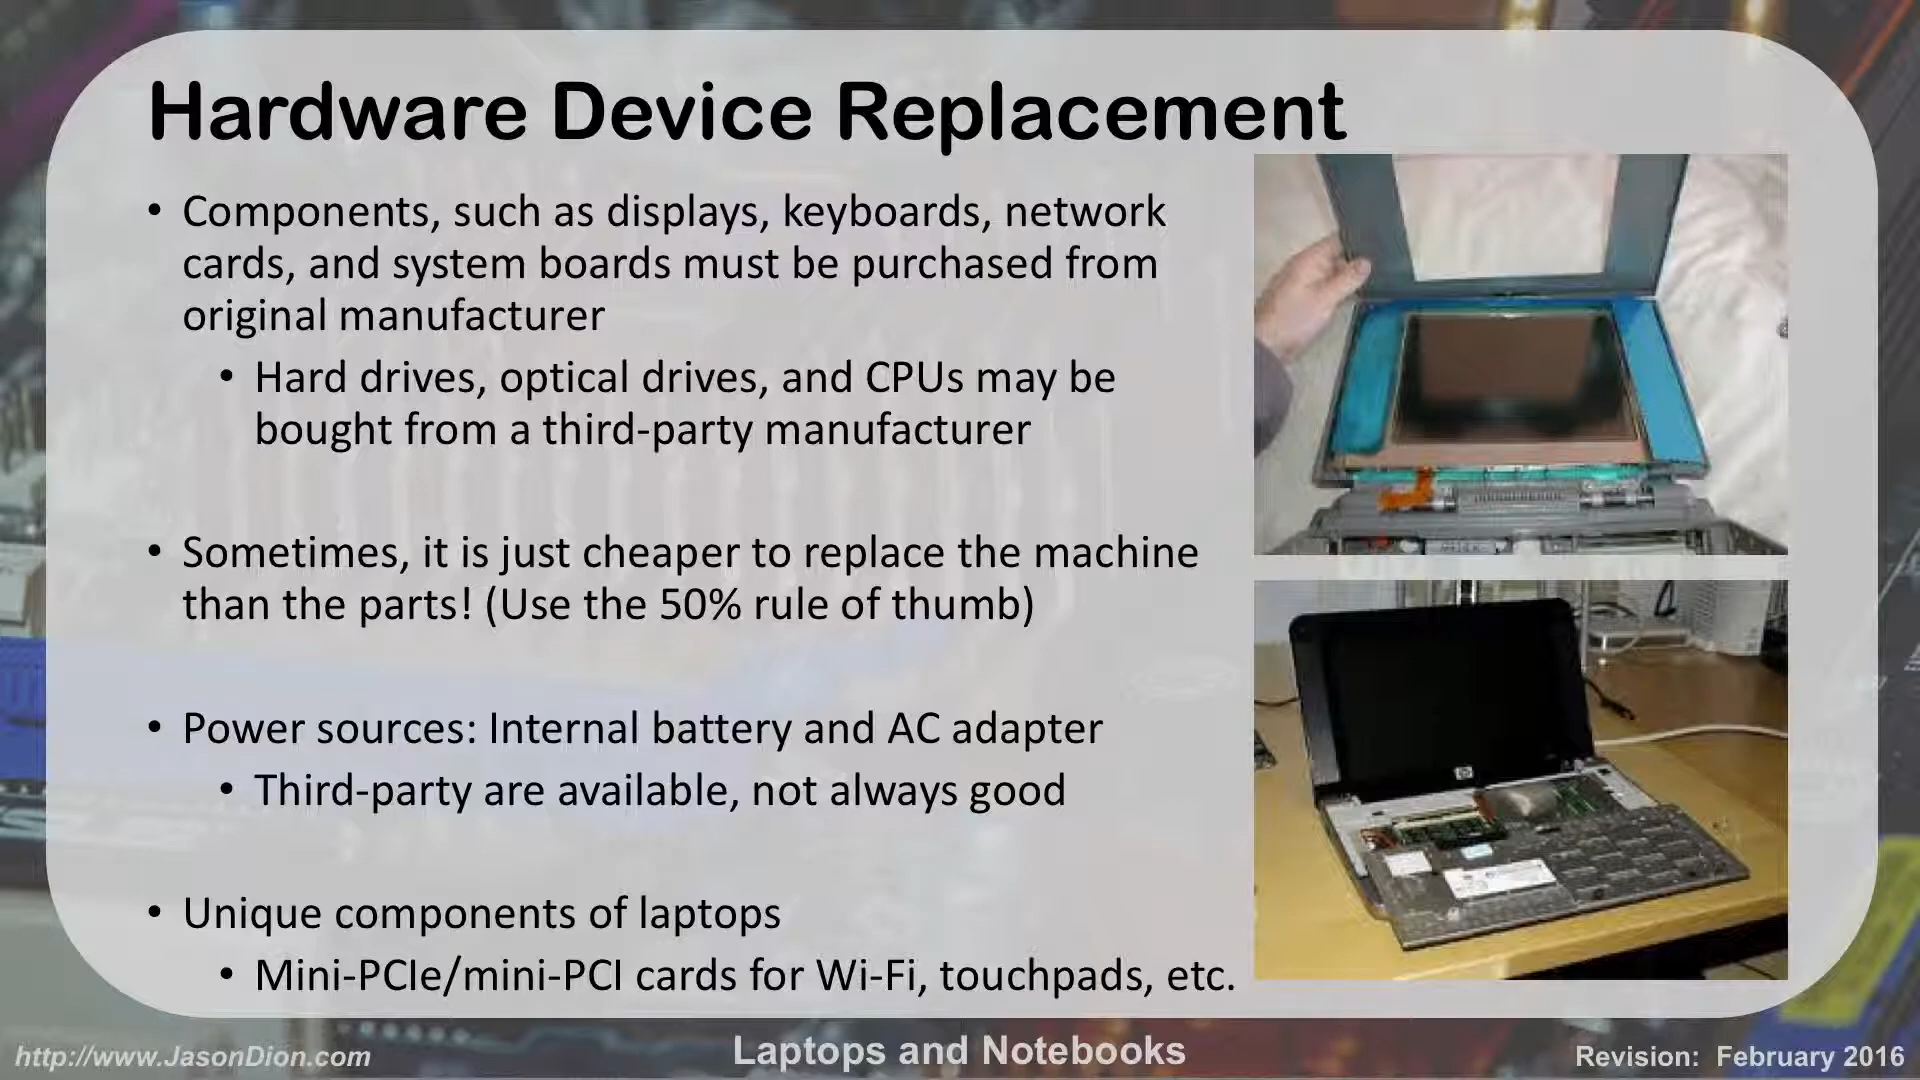 Hardware Device Replacement
• Components, such as displays, keyboards, network
cards, and system boards must be purchased from
original manufacturer
• Hard drives, optical drives, and CPUs may be
bought from a third-party manufacturer
• Sometimes, it is just cheaper to replace the machine
than the parts! (Use the 50% rule of thumb)
• Power sources: Internal battery and AC adapter
• Third-party are available, not always good
• Unique components of laptops
• Mini-PCIe/mini-PCI cards for Wi-Fi, touchpads, etc.
http://www.JasonDion.com
Laptops and Notebooks
Revision: February 2016